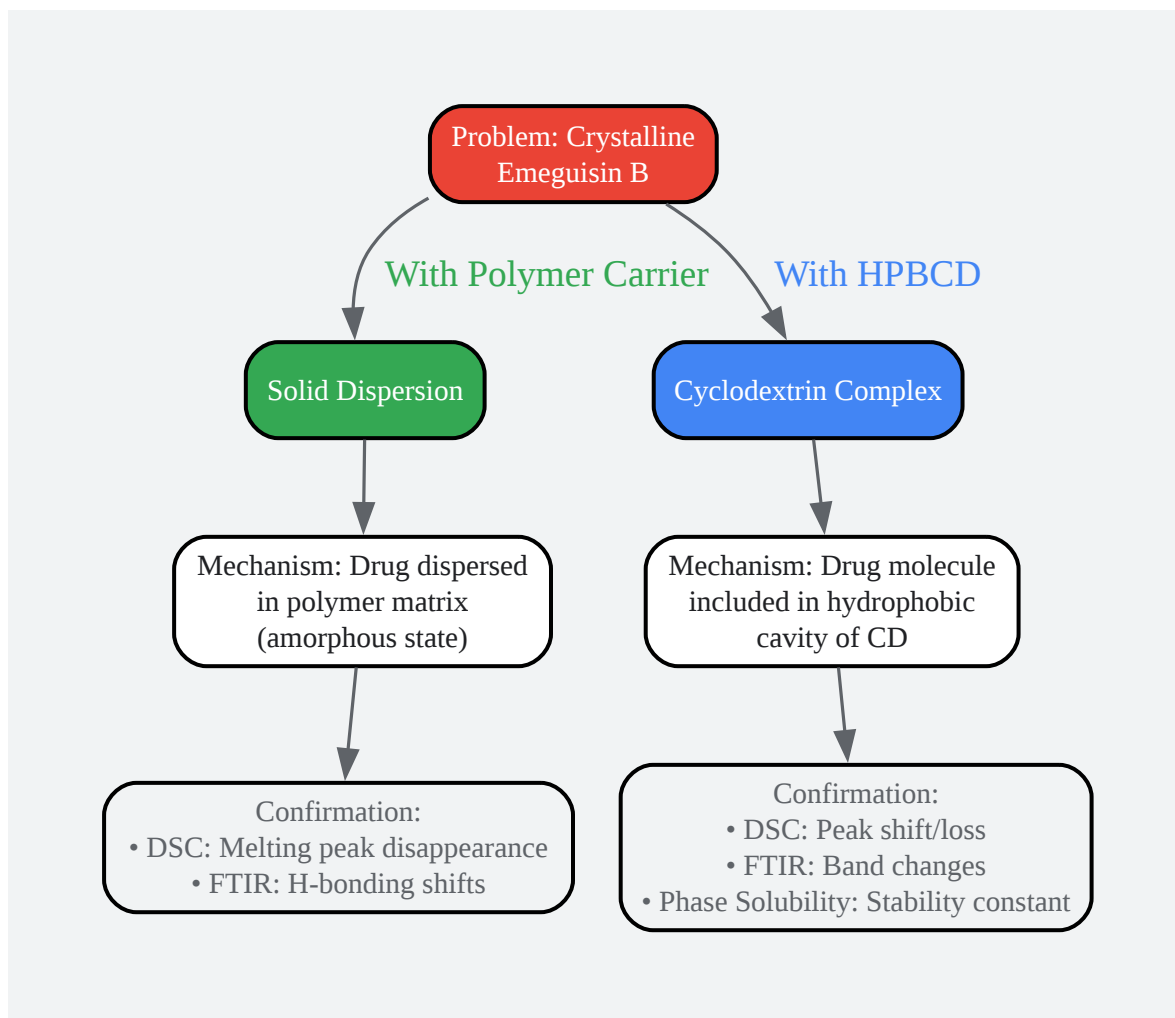 Problem: Crystalline
Emeguisin B
With Polymer Carrier
With HPBCD
Solid Dispersion
Cyclodextrin Complex
Mechanism: Drug dispersed
in polymer matrix
(amorphous state)
Mechanism: Drug molecule
included in hydrophobic
cavity of CD
Confirmation:
• DSC: Melting peak disappearance
• FTIR: H-bonding shifts
Confirmation:
• DSC: Peak shift/loss
• FTIR: Band changes
• Phase Solubility: Stability constant